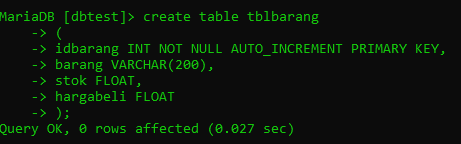 MariaDB [dbtest]> create table tblbarang
-> (
-> idbarang INT NOT NULL AUTO_INCREMENT PRIMARY KEY,
-> barang VARCHAR(200),
-> stok FLOAT,
-> hargabeli FLOAT
-> );
Query OK, 0 rows affected (0.027 sec)